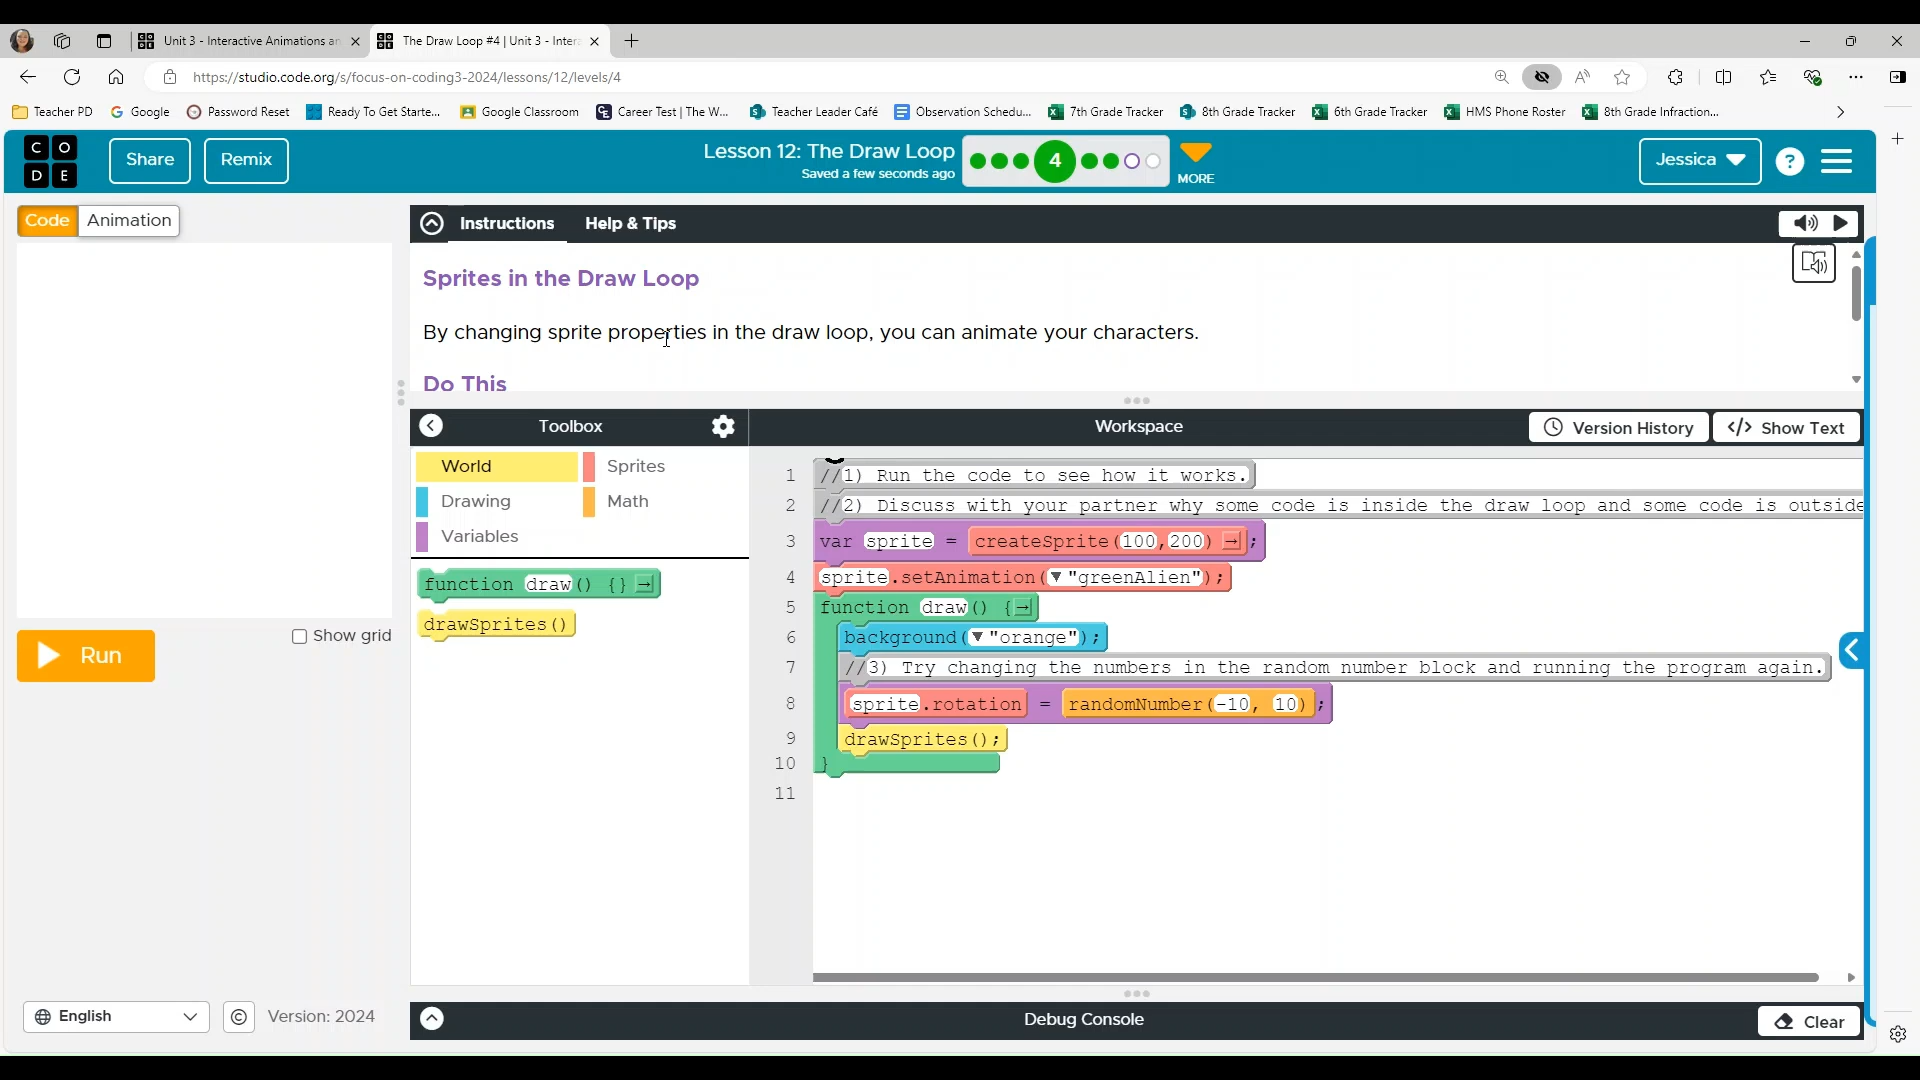 Unit 3 - Interactive Animations an
The Draw Loop #4 | Unit 3 - Inter
https://studio.code.org/s/focus-on-coding3-2024/lessons/12/levels/4
Teacher PD
Google
Password Reset
Ready To Get Starte...
Google Classroom
Career Test | The W...
Teacher Leader Café
Observation Schedu...
7th Grade Tracker
8th Grade Tracker
6th Grade Tracker
HMS Phone Roster
8th Grade Infraction...
C O
D E
Share
Remix
Lesson 12: The Draw Loop
Saved a few seconds ago
4
MORE
Jessica
?
Code
Animation
Instructions
Help & Tips
Sprites in the Draw Loop
By changing sprite properties in the draw loop, you can animate your characters.
Do This
Toolbox
Workspace
Version History
</> Show Text
World
Sprites
Drawing
Math
Variables
function draw() {}
drawSprites()
1 //1) Run the code to see how it works.
2 //2) Discuss with your partner why some code is inside the draw loop and some code is outside
3 var sprite = createSprite(100,200);
4 sprite.setAnimation("greenAlien");
5 function draw() {
6 background("orange");
7 //3) Try changing the numbers in the random number block and running the program again.
8 sprite.rotation = randomNumber(-10, 10);
9 drawSprites();
10 }
11
Run
Show grid
English
©
Version: 2024
Debug Console
Clear